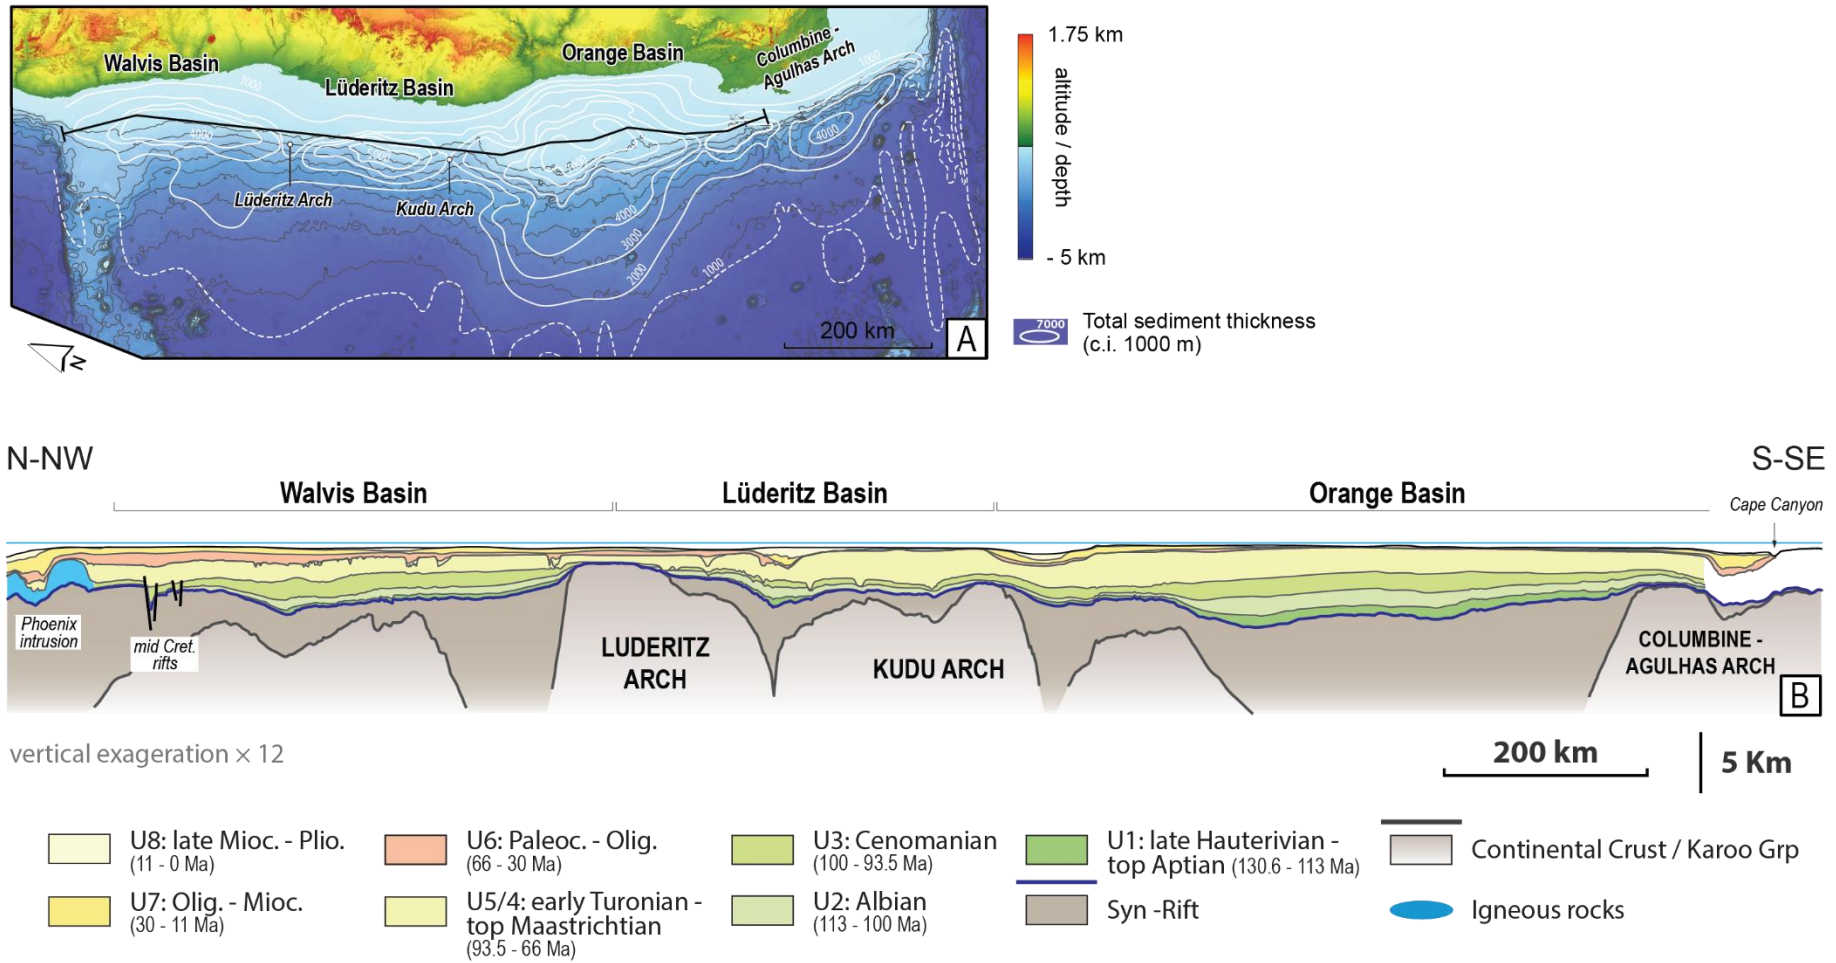 Walvis Basin
Lüderitz Basin
Orange Basin
Columbine -
Agulhas Arch
1000
1000
4000
2000
4000
4000
3000
2000
1000
Lüderitz Arch
Kudu Arch
200 km
A
N
1.75 km
altitude / depth
- 5 km
7000
Total sediment thickness
(c.i. 1000 m)
N-NW
S-SE
Walvis Basin
Lüderitz Basin
Orange Basin
Cape Canyon
Phoenix
intrusion
mid Cret.
rifts
LUDERITZ
ARCH
KUDU ARCH
COLUMBINE -
AGULHAS ARCH
B
vertical exageration × 12
200 km
5 Km
U8: late Mioc. - Plio.
(11 - 0 Ma)
U7: Olig. - Mioc.
(30 - 11 Ma)
U6: Paleoc. - Olig.
(66 - 30 Ma)
U5/4: early Turonian -
top Maastrichtian
(93.5 - 66 Ma)
U3: Cenomanian
(100 - 93.5 Ma)
U2: Albian
(113 - 100 Ma)
U1: late Hauterivian -
top Aptian (130.6 - 113 Ma)
Syn -Rift
Continental Crust / Karoo Grp
Igneous rocks